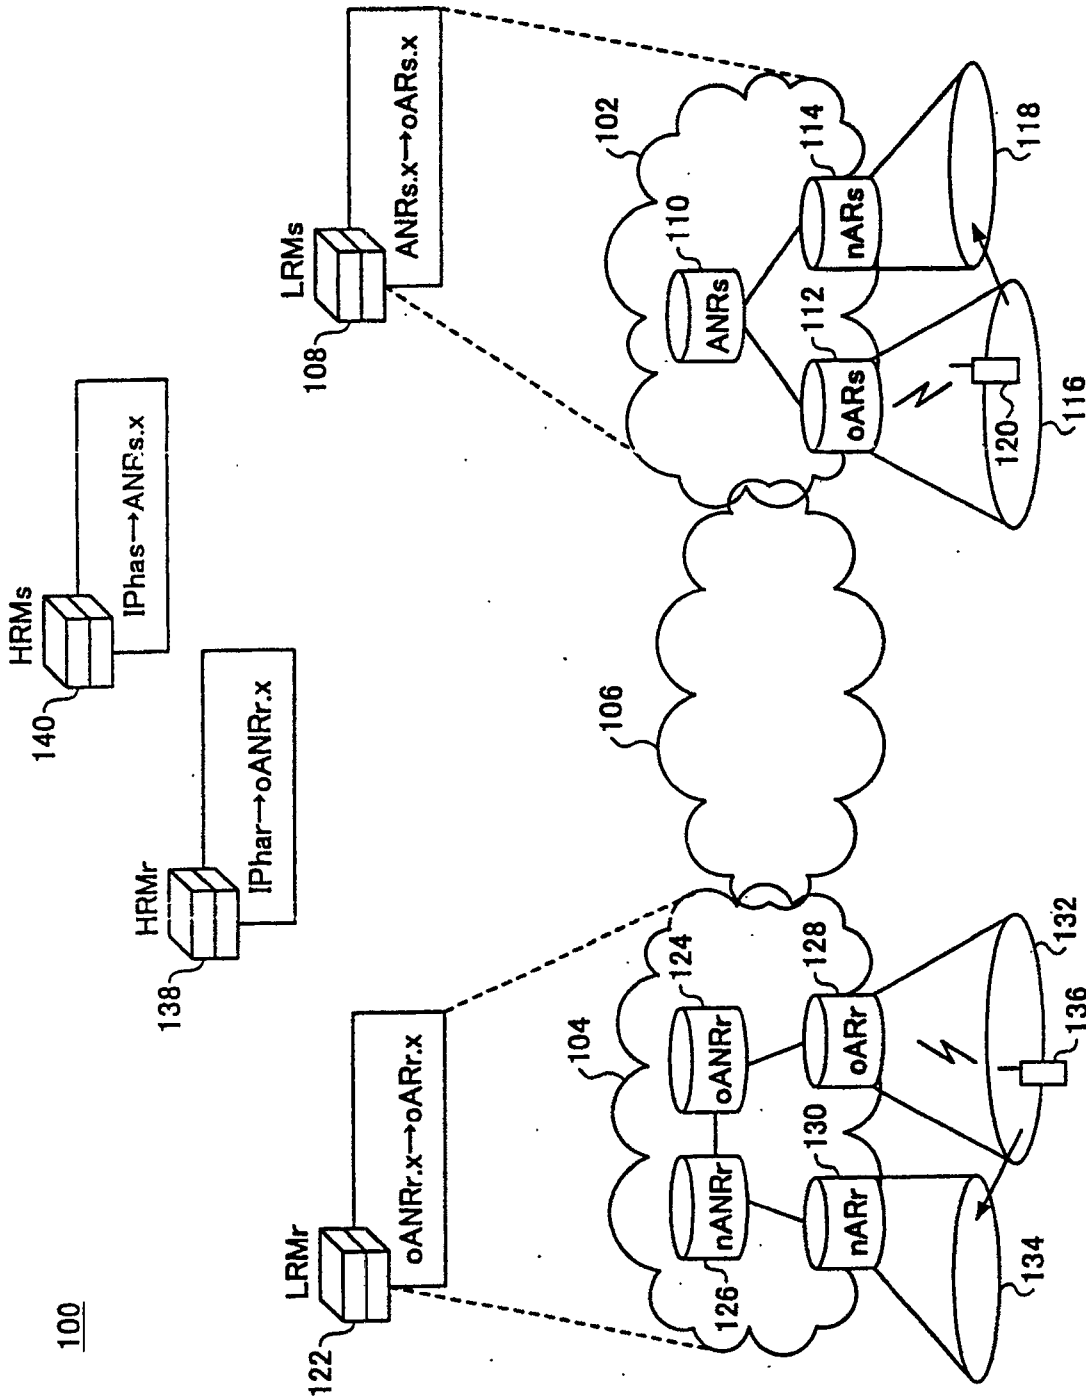 100
HRMs
140
IPhas→ANRs.x
HRMr
138
IPhar→oANRr.x
LRMr
122
oANRr.x→oARr.x
LRMs
108
ANRs.x→oARs.x
104
106
102
124
oANRr
nANRr
126
110
ANRs
128
oARr
130
nARr
112
oARs
114
nARs
134
132
136
120
116
118